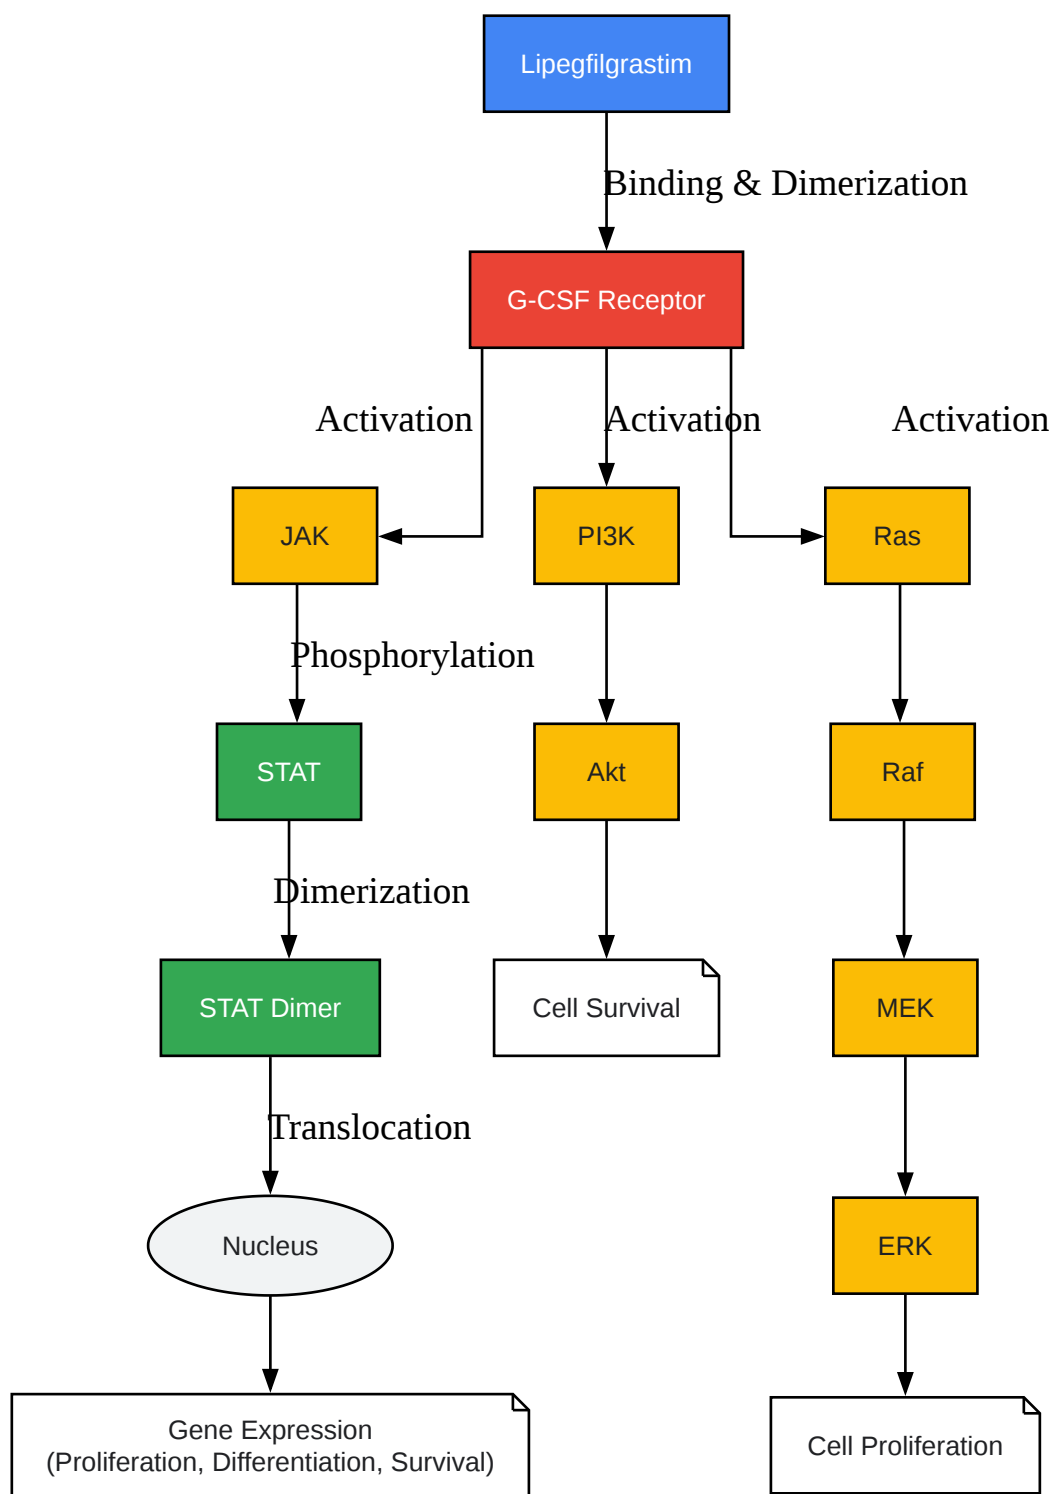 Lipegfilgrastim
Binding & Dimerization
G-CSF Receptor
Activation
Activation
Activation
JAK
PI3K
Ras
Phosphorylation
STAT
Akt
Raf
Dimerization
STAT Dimer
Cell Survival
MEK
Translocation
Nucleus
ERK
Gene Expression
(Proliferation, Differentiation, Survival)
Cell Proliferation